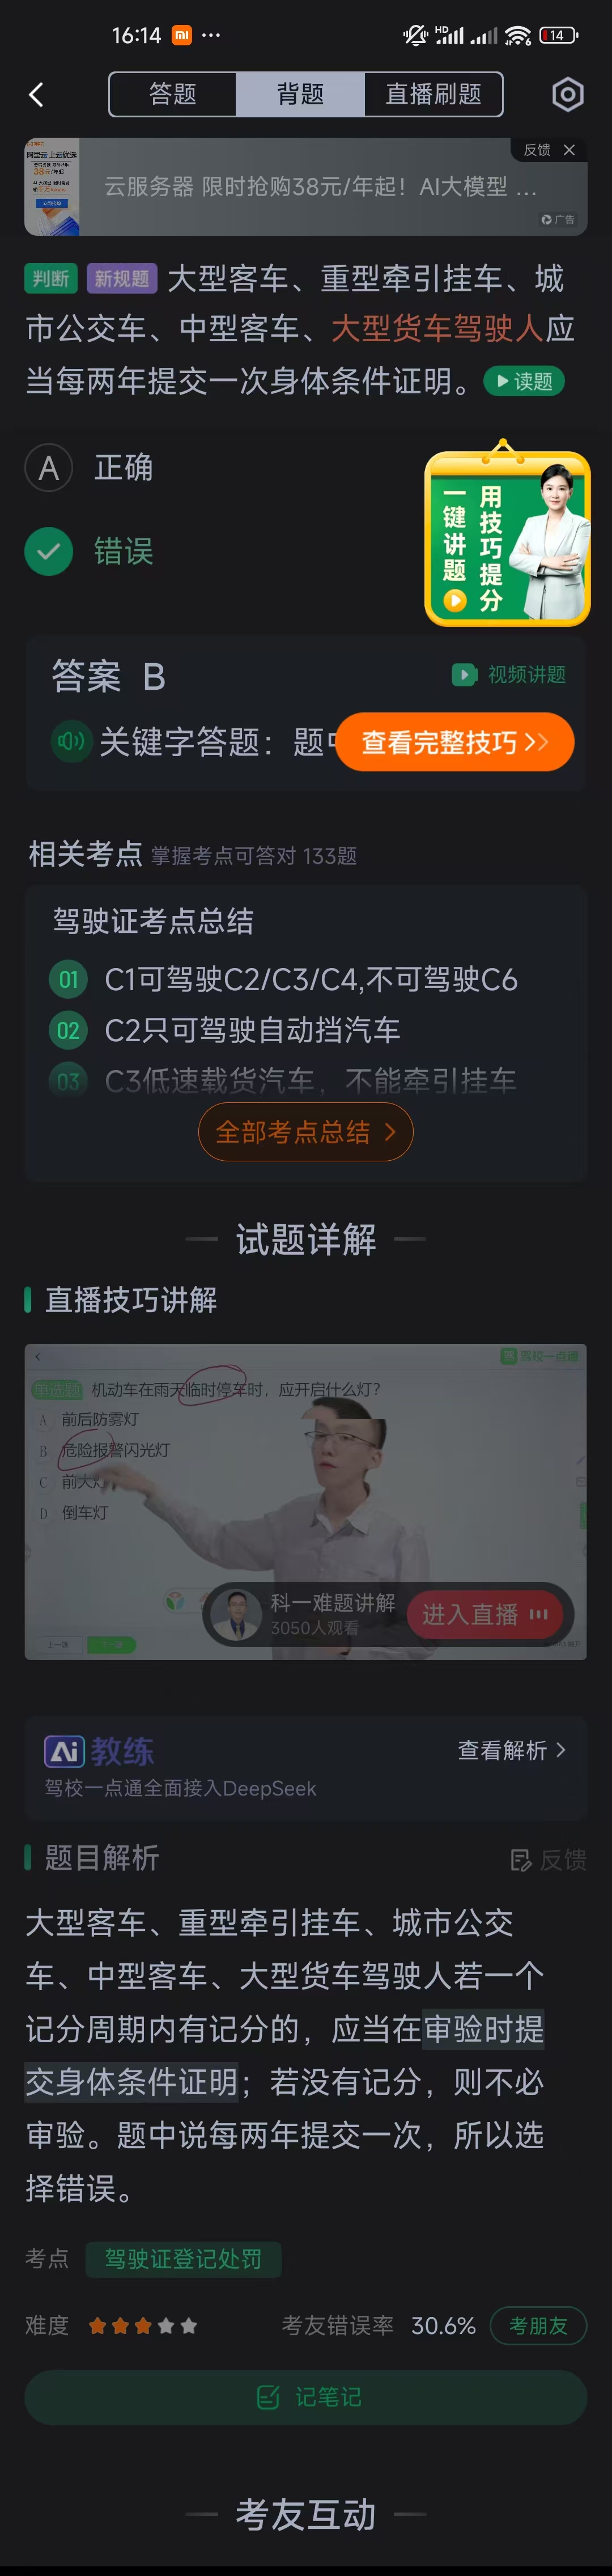 16:14
HD
6
14
答题 背题 直播刷题
阿里云 上云优选
38元/年起
反馈
云服务器 限时抢购38元/年起！AI大模型 ...
广告
判断 新规题 大型客车、重型牵引挂车、城
市公交车、中型客车、大型货车驾驶人应
当每两年提交一次身体条件证明。 读题
A 正确
错误
用技巧提分
一键讲题
答案 B
视频讲题
关键字答题：题中
查看完整技巧
相关考点 掌握考点可答对 133题
驾驶证考点总结
01 C1可驾驶C2/C3/C4,不可驾驶C6
02 C2只可驾驶自动挡汽车
03 C3低速载货汽车，不能牵引挂车
全部考点总结
试题详解
直播技巧讲解
驾校一点通
单选题 机动车在雨天临时停车时，应开启什么灯？
A 前后防雾灯
B 危险报警闪光灯
C 前大灯
D 倒车灯
科一难题讲解
3050人观看
进入直播
上一题
下一题
Ai 教练
查看解析
驾校一点通全面接入DeepSeek
题目解析
反馈
大型客车、重型牵引挂车、城市公交
车、中型客车、大型货车驾驶人若一个
记分周期内有记分的，应当在审验时提
交身体条件证明；若没有记分，则不必
审验。题中说每两年提交一次，所以选
择错误。
考点 驾驶证登记处罚
难度 考友错误率 30.6% 考朋友
记笔记
考友互动